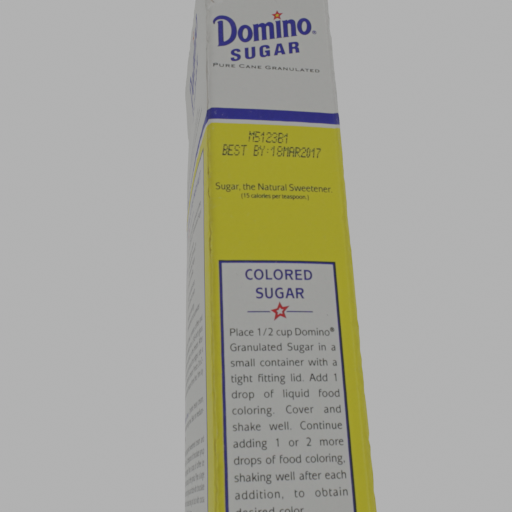 Domino®
SUGAR
PURE CANE GRANULATED
M5123B1
BEST BY:18MAR2017
Sugar, the Natural Sweetener.
(15 calories per teaspoon.)
COLORED
SUGAR
Place 1/2 cup Domino®
Granulated Sugar in a
small container with a
tight fitting lid. Add 1
drop of liquid food
coloring. Cover and
shake well. Continue
adding 1 or 2 more
drops of food coloring,
shaking well after each
addition, to obtain
desired color